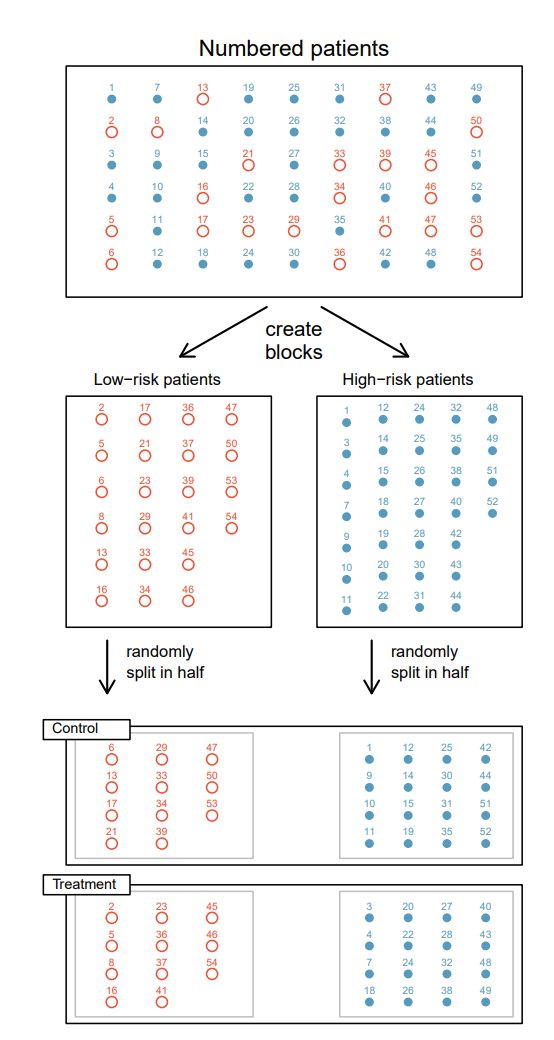 Numbered patients
1 7 13 19 25 31 37 43 49
2 8 14 20 26 32 38 44 50
3 9 15 21 27 33 39 45 51
4 10 16 22 28 34 40 46 52
5 11 17 23 29 35 41 47 53
6 12 18 24 30 36 42 48 54
create
blocks
Low−risk patients
2 17 36 47
5 21 37 50
6 23 39 53
8 29 41 54
13 33 45
16 34 46
High−risk patients
1 12 24 32 48
3 14 25 35 49
4 15 26 38 51
7 18 27 40 52
9 19 28 42
10 20 30 43
11 22 31 44
randomly
split in half
randomly
split in half
Control
6 29 47
13 33 50
17 34 53
21 39
1 12 25 42
9 14 30 44
10 15 31 51
11 19 35 52
Treatment
2 23 45
5 36 46
8 37 54
16 41
3 20 27 40
4 22 28 43
7 24 32 48
18 26 38 49